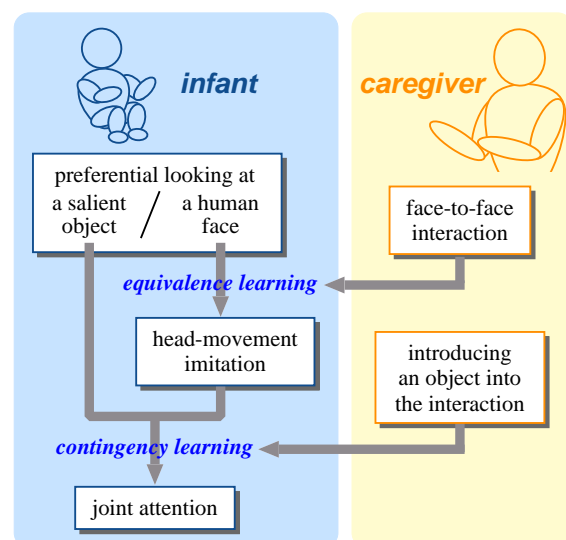 infant
caregiver
preferential looking at
a salient object / a human face
face-to-face
interaction
equivalence learning
head-movement
imitation
introducing
an object into
the interaction
contingency learning
joint attention